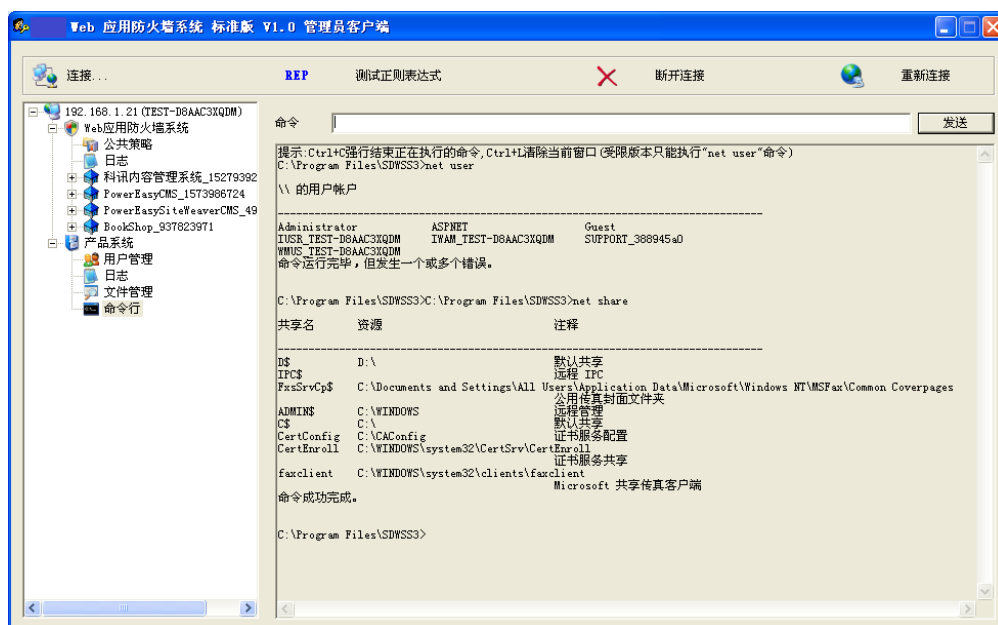 Web 应用防火墙系统 标准版 V1.0 管理员客户端
连接... REP 测试正则表达式 断开连接 重新连接
192.168.1.21(TEST-D8AAC3XQDM)
Web应用防火墙系统
公共策略
日志
科讯内容管理系统_15279392
PowerEasyCMS_1573986724
PowerEasySiteWeaverCMS_49
BookShop_937823971
产品系统
用户管理
日志
文件管理
命令行
命令 发送
提示:Ctrl+C强行结束正在执行的命令,Ctrl+L清除当前窗口(受限版本只能执行"net user"命令)
C:\Program Files\SDWSS3>net user
\\ 的用户帐户
-------------------------------------------------------------------------------
Administrator ASPNET Guest
IUSR_TEST-D8AAC3XQDM IWAM_TEST-D8AAC3XQDM SUPPORT_388945a0
WMUS_TEST-D8AAC3XQDM
命令运行完毕，但发生一个或多个错误。
C:\Program Files\SDWSS3>C:\Program Files\SDWSS3>net share
共享名 资源 注释
-------------------------------------------------------------------------------
D$ D:\ 默认共享
IPC$ 远程 IPC
FxsSrvCp$ C:\Documents and Settings\All Users\Application Data\Microsoft\Windows NT\MSFax\Common Coverpages
公用传真封面文件夹
ADMIN$ C:\WINDOWS 远程管理
C$ C:\ 默认共享
CertConfig C:\CAConfig 证书服务配置
CertEnroll C:\WINDOWS\system32\CertSrv\CertEnroll
证书服务共享
faxclient C:\WINDOWS\system32\clients\faxclient
Microsoft 共享传真客户端
命令成功完成。
C:\Program Files\SDWSS3>